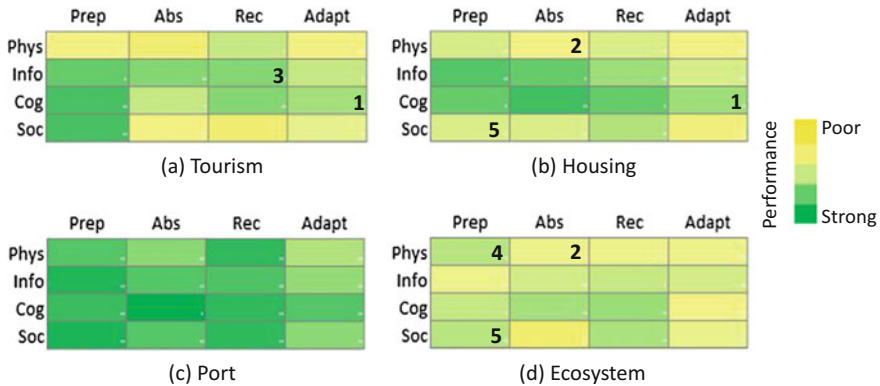 Prep Abs Rec Adapt
Phys
Info 3
Cog 1
Soc
(a) Tourism
Prep Abs Rec Adapt
Phys 2
Info
Cog 1
Soc 5
(b) Housing
Performance
Poor
Strong
Prep Abs Rec Adapt
Phys
Info
Cog
Soc
(c) Port
Prep Abs Rec Adapt
Phys 4 2
Info
Cog
Soc 5
(d) Ecosystem